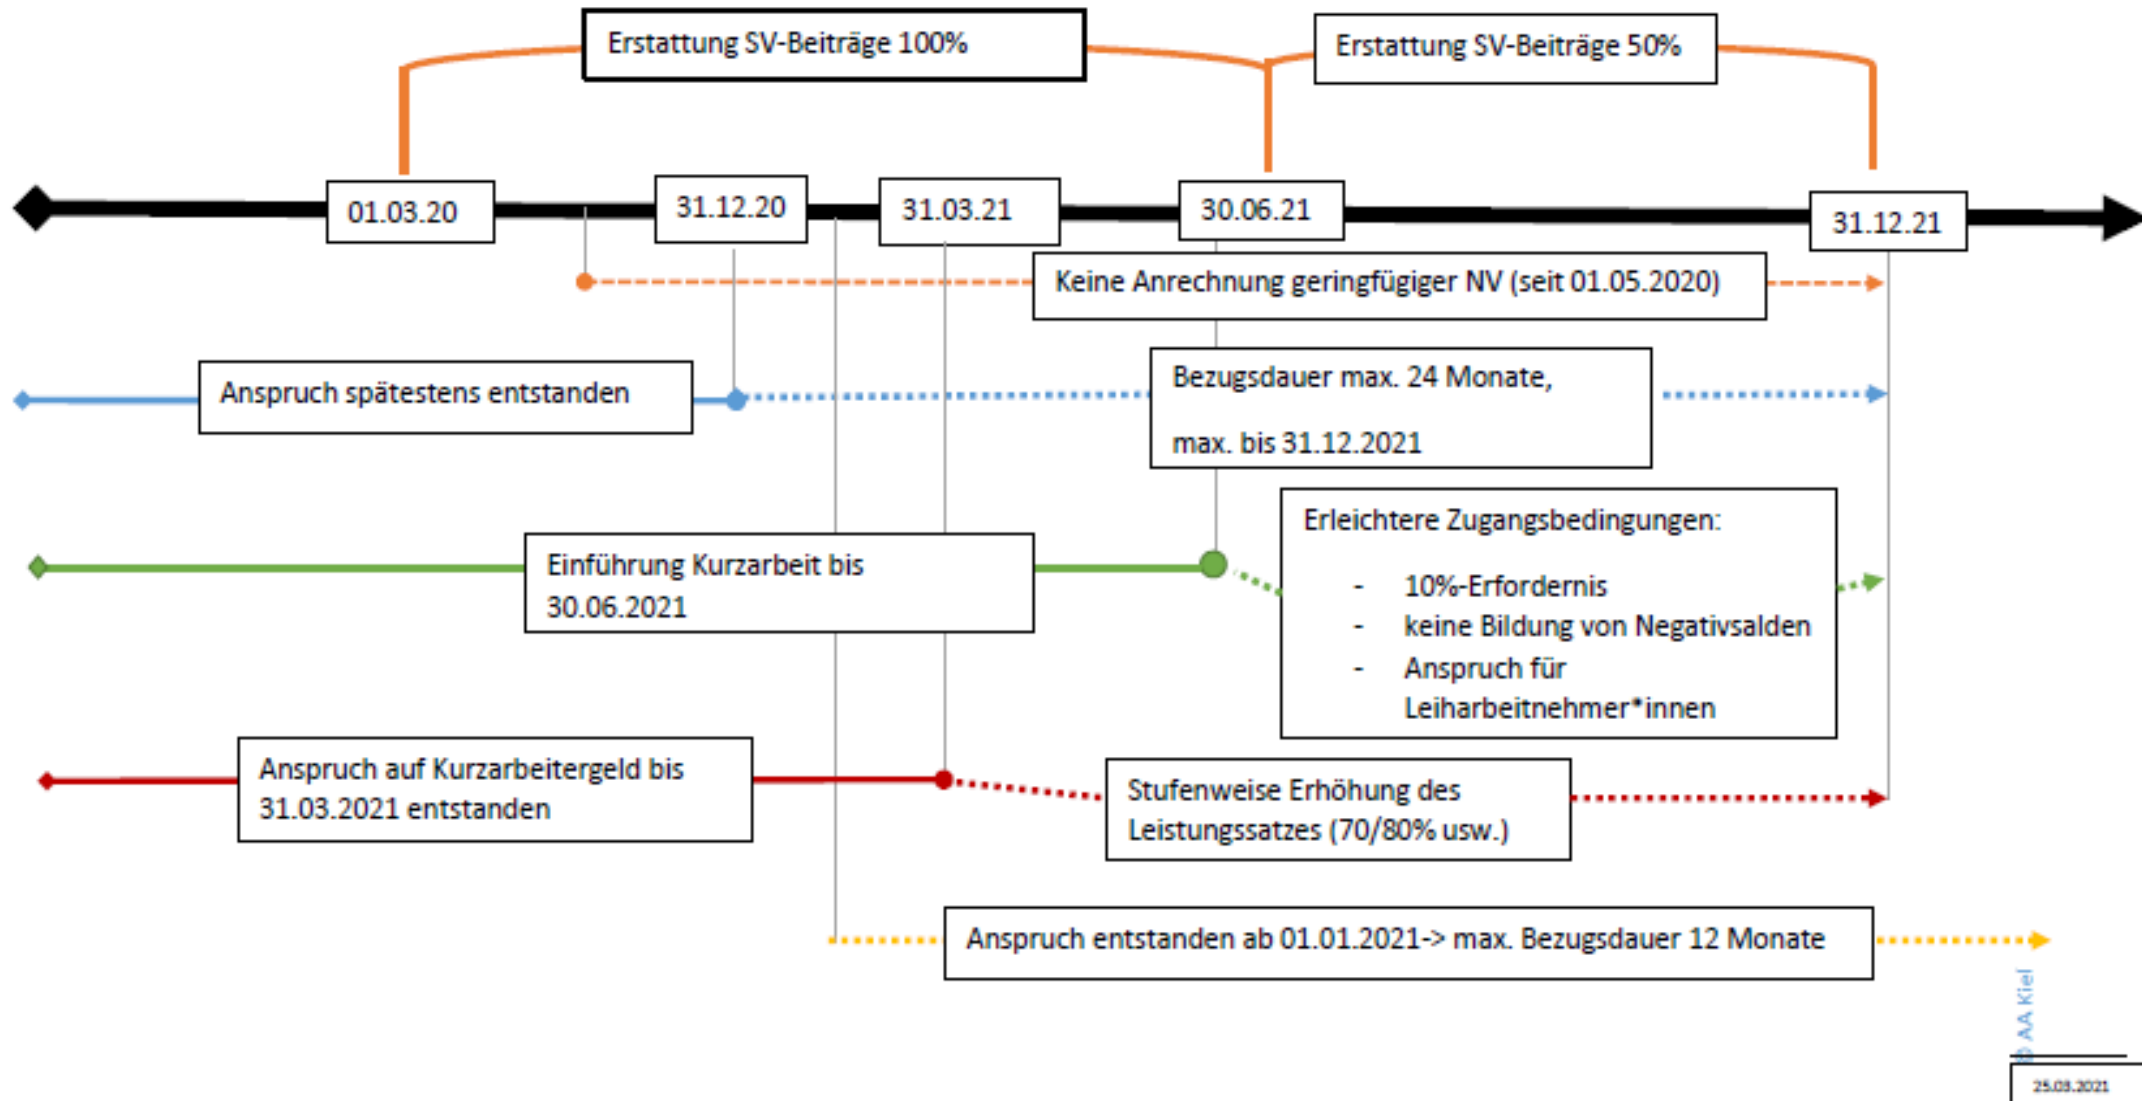 Erstattung SV-Beiträge 100%
Erstattung SV-Beiträge 50%
01.03.20
31.12.20
31.03.21
30.06.21
31.12.21
Keine Anrechnung geringfügiger NV (seit 01.05.2020)
Anspruch spätestens entstanden
Bezugsdauer max. 24 Monate,
max. bis 31.12.2021
Einführung Kurzarbeit bis
30.06.2021
Erleichtere Zugangsbedingungen:
- 10%-Erfordernis
- keine Bildung von Negativsalden
- Anspruch für
Leiharbeitnehmer*innen
Anspruch auf Kurzarbeitergeld bis
31.03.2021 entstanden
Stufenweise Erhöhung des
Leistungssatzes (70/80% usw.)
Anspruch entstanden ab 01.01.2021-> max. Bezugsdauer 12 Monate
© AA Kiel
25.03.2021